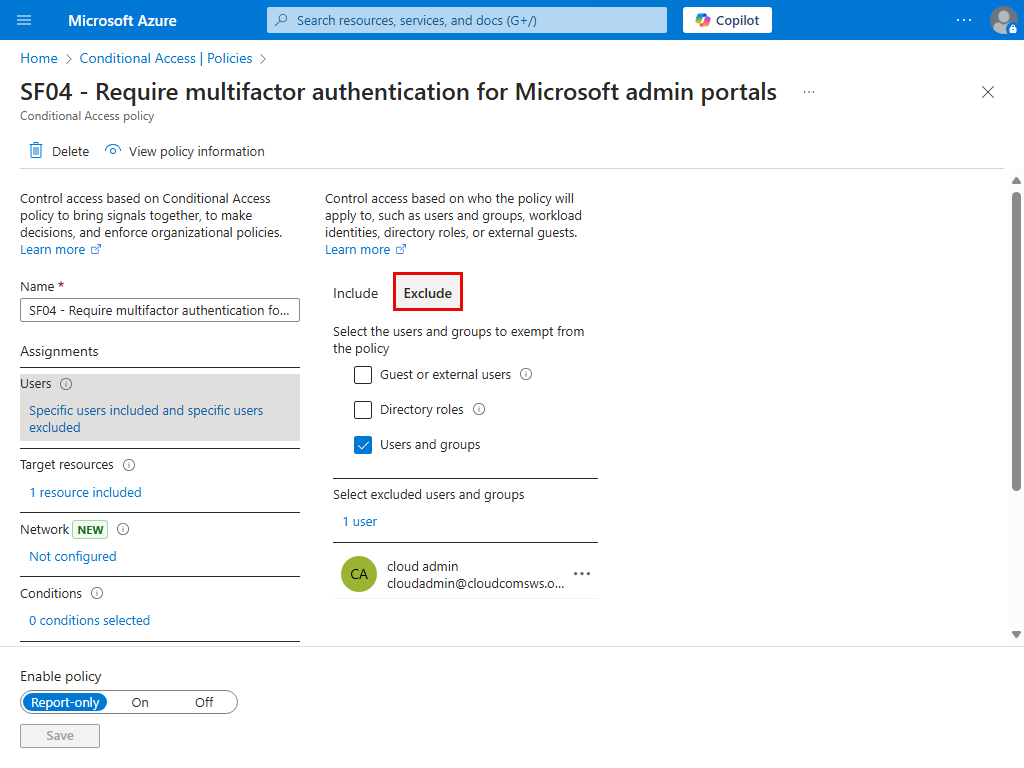 Microsoft Azure
Search resources, services, and docs (G+/)
Copilot
Home > Conditional Access | Policies >
SF04 - Require multifactor authentication for Microsoft admin portals ...
Conditional Access policy
Delete
View policy information
Control access based on Conditional Access
policy to bring signals together, to make
decisions, and enforce organizational policies.
Learn more
Name *
SF04 - Require multifactor authentication fo...
Assignments
Users
Specific users included and specific users
excluded
Target resources
1 resource included
Network NEW
Not configured
Conditions
0 conditions selected
Control access based on who the policy will
apply to, such as users and groups, workload
identities, directory roles, or external guests.
Learn more
Include
Exclude
Select the users and groups to exempt from
the policy
Guest or external users
Directory roles
Users and groups
Select excluded users and groups
1 user
CA
cloud admin
cloudadmin@cloudcomsws.o...
Enable policy
Report-only
On
Off
Save